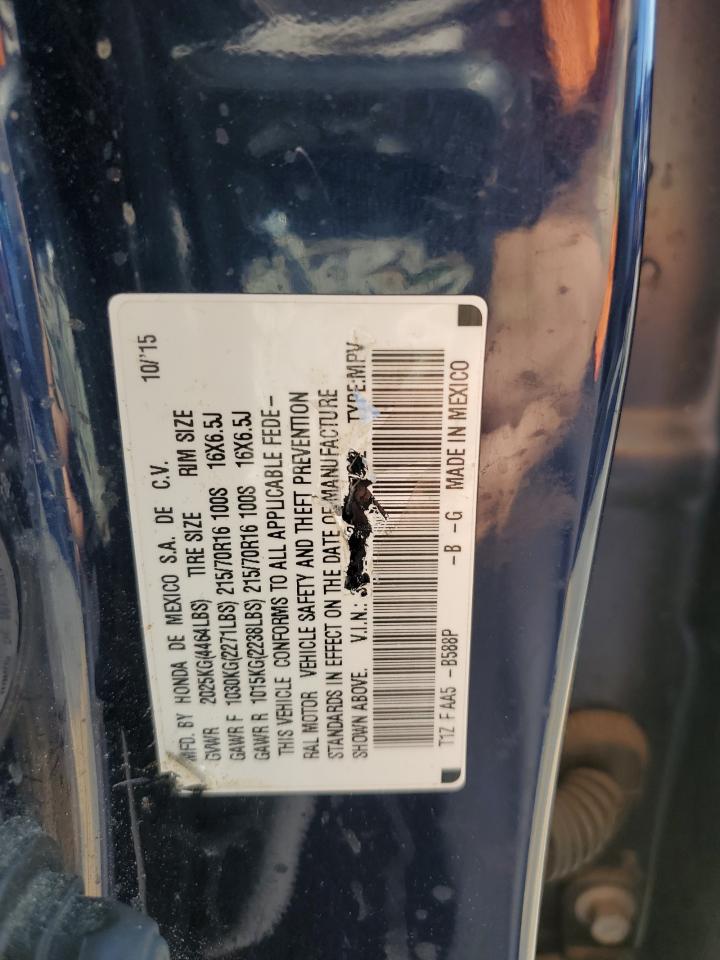 MFD. BY HONDA DE MEXICO S.A. DE C.V. 10/'15
GVWR 2025KG(4464LBS) TIRE SIZE RIM SIZE
GAWR F 1030KG(2271LBS) 215/70R16 100S 16X6.5J
GAWR R 1015KG(2238LBS) 215/70R16 100S 16X6.5J
THIS VEHICLE CONFORMS TO ALL APPLICABLE FEDE-
RAL MOTOR VEHICLE SAFETY AND THEFT PREVENTION
STANDARDS IN EFFECT ON THE DATE OF MANUFACTURE
SHOWN ABOVE. V.I.N.: TYPE:MPV
T1Z F AA5 -B588P -B -G MADE IN MEXICO